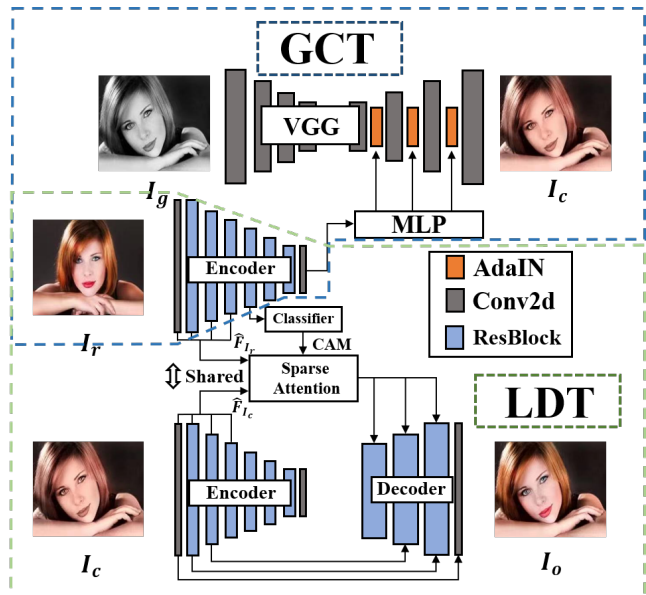 GCT
VGG
I_g
I_c
MLP
Encoder
I_r
AdaIN
Conv2d
ResBlock
Classifier
CAM
F̂_{I_r}
Sparse
Attention
Shared
F̂_{I_c}
LDT
Encoder
Decoder
I_c
I_o